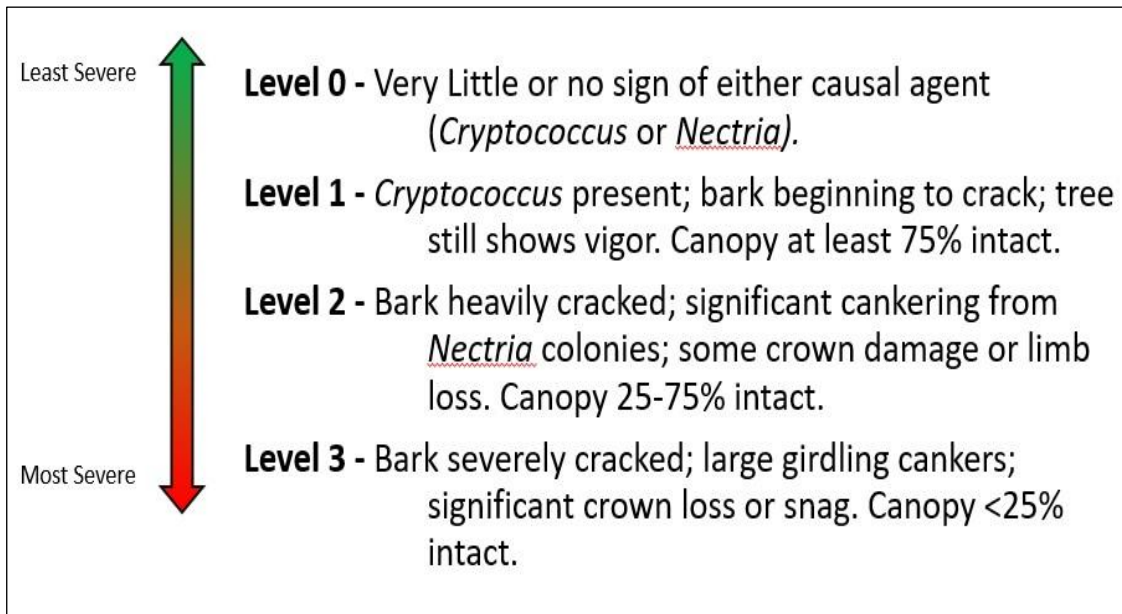 Least Severe
Level 0 - Very Little or no sign of either causal agent
(Cryptococcus or Nectria).
Level 1 - Cryptococcus present; bark beginning to crack; tree
still shows vigor. Canopy at least 75% intact.
Level 2 - Bark heavily cracked; significant cankering from
Nectria colonies; some crown damage or limb
loss. Canopy 25-75% intact.
Most Severe
Level 3 - Bark severely cracked; large girdling cankers;
significant crown loss or snag. Canopy <25%
intact.